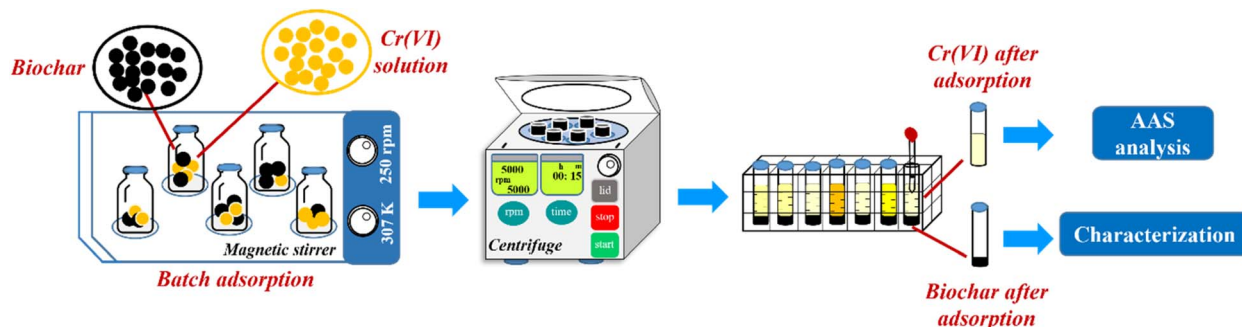 Biochar
Cr(VI)
solution
250 rpm
307 K
Magnetic stirrer
Batch adsorption
5000
rpm
5000
h m
00: 15
rpm
time
lid
stop
start
Centrifuge
Cr(VI) after
adsorption
AAS
analysis
Characterization
Biochar after
adsorption